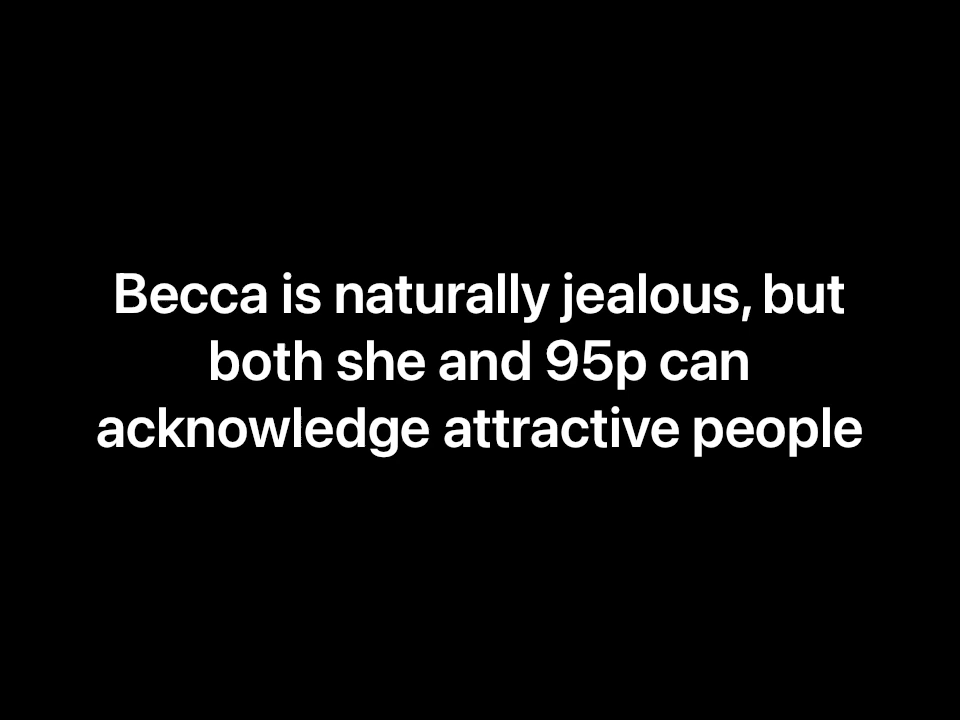 Becca is naturally jealous, but
both she and 95p can
acknowledge attractive people